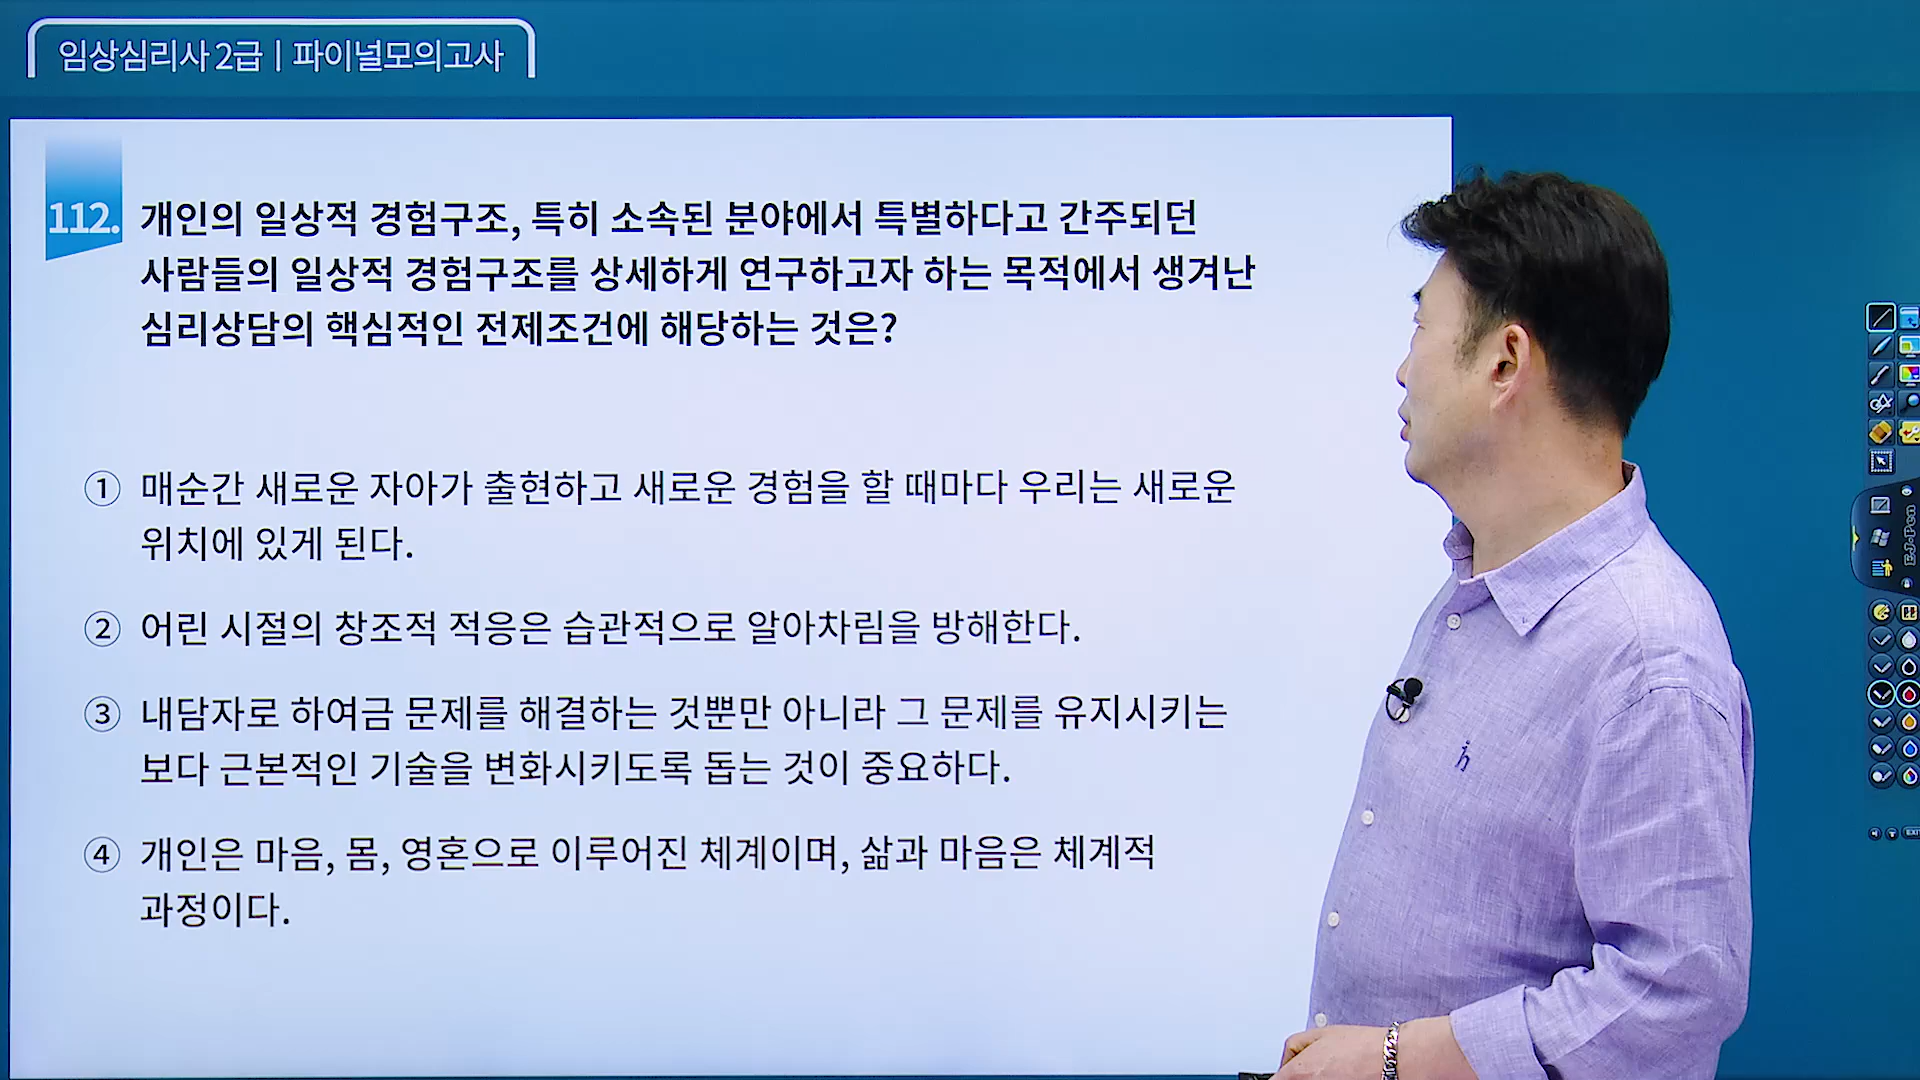 임상심리사 2급 | 파이널모의고사
112. 개인의 일상적 경험구조, 특히 소속된 분야에서 특별하다고 간주되던
사람들의 일상적 경험구조를 상세하게 연구하고자 하는 목적에서 생겨난
심리상담의 핵심적인 전제조건에 해당하는 것은?
① 매순간 새로운 자아가 출현하고 새로운 경험을 할 때마다 우리는 새로운
위치에 있게 된다.
② 어린 시절의 창조적 적응은 습관적으로 알아차림을 방해한다.
③ 내담자로 하여금 문제를 해결하는 것뿐만 아니라 그 문제를 유지시키는
보다 근본적인 기술을 변화시키도록 돕는 것이 중요하다.
④ 개인은 마음, 몸, 영혼으로 이루어진 체계이며, 삶과 마음은 체계적
과정이다.
EJ-Pen
EXIT